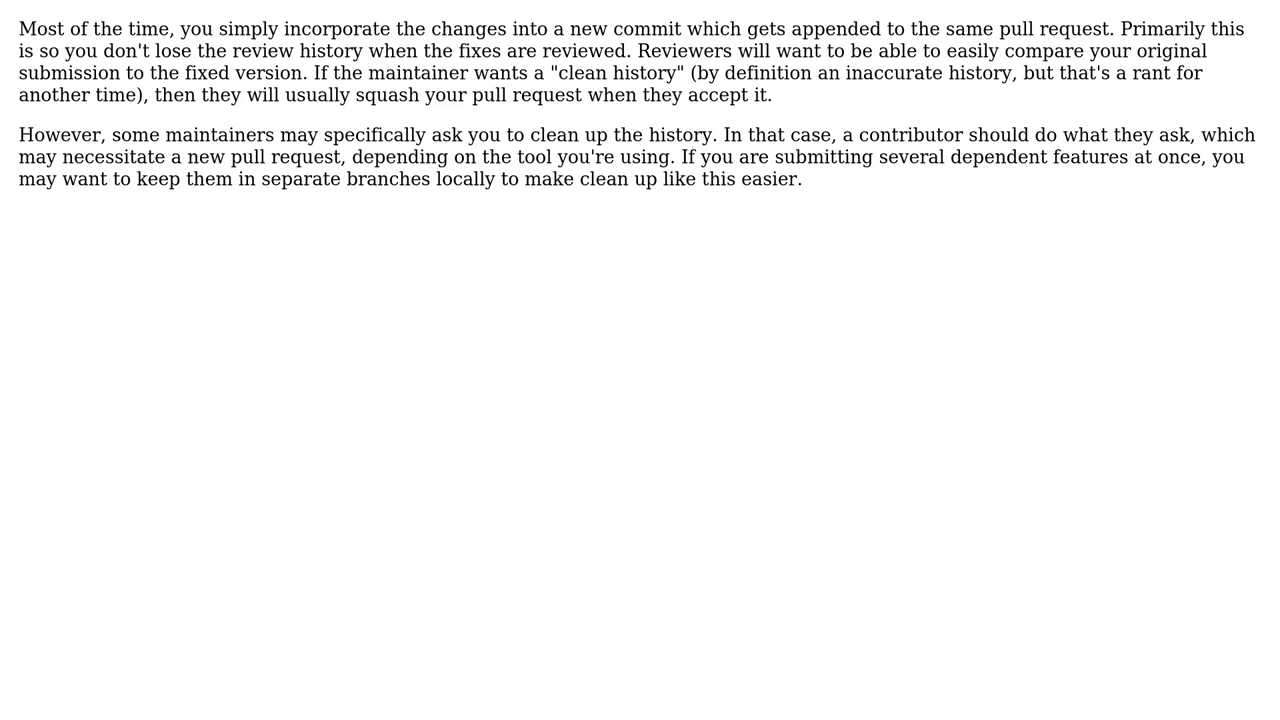 Most of the time, you simply incorporate the changes into a new commit which gets appended to the same pull request. Primarily this
is so you don't lose the review history when the fixes are reviewed. Reviewers will want to be able to easily compare your original
submission to the fixed version. If the maintainer wants a "clean history" (by definition an inaccurate history, but that's a rant for
another time), then they will usually squash your pull request when they accept it.
However, some maintainers may specifically ask you to clean up the history. In that case, a contributor should do what they ask, which
may necessitate a new pull request, depending on the tool you're using. If you are submitting several dependent features at once, you
may want to keep them in separate branches locally to make clean up like this easier.